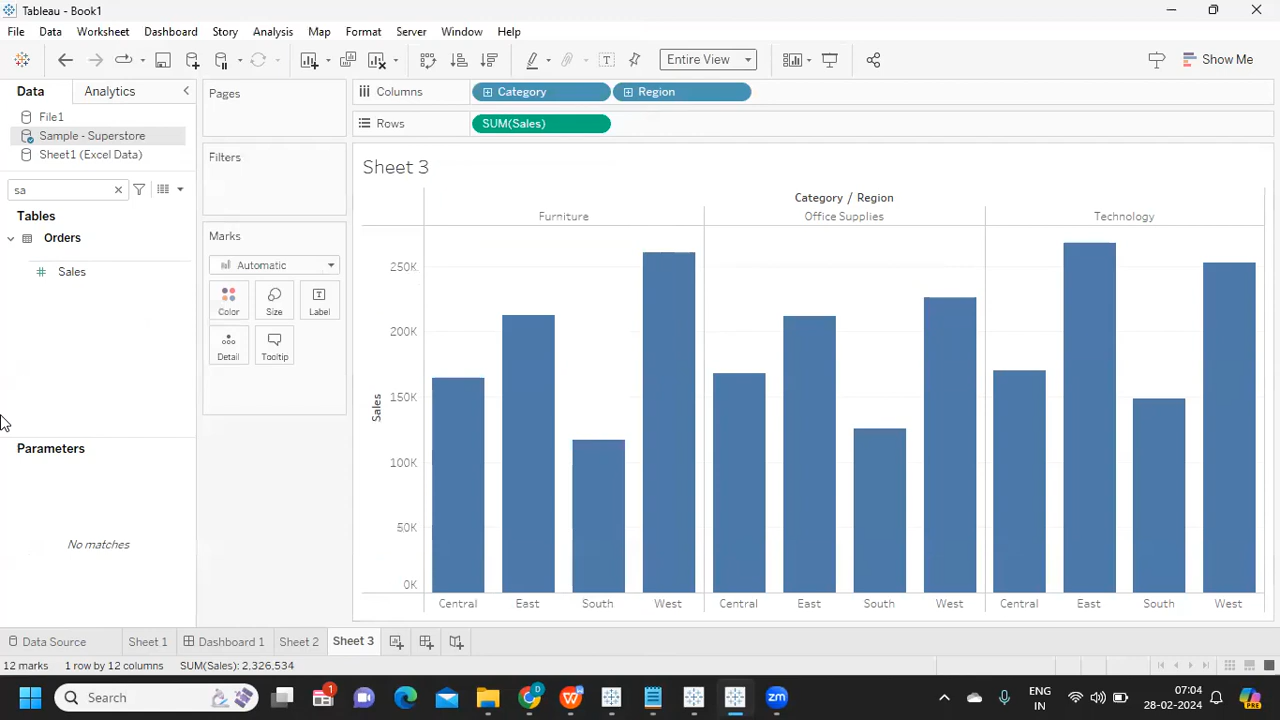 Tableau - Book1
File Data Worksheet Dashboard Story Analysis Map Format Server Window Help
Entire View
Show Me
Data Analytics
File1
Sample - Superstore
Sheet1 (Excel Data)
sa
Tables
Orders
Sales
Parameters
No matches
Pages
Filters
Marks
Automatic
Color Size Label
Detail Tooltip
Columns Category Region
Rows SUM(Sales)
Sheet 3
Category / Region
Furniture Office Supplies Technology
Sales
250K
200K
150K
100K
50K
0K
Central East South West Central East South West Central East South West
Data Source Sheet 1 Dashboard 1 Sheet 2 Sheet 3
12 marks 1 row by 12 columns SUM(Sales): 2,326,534
Search
1
D
ENG
IN
07:04
28-02-2024
zm
PRE